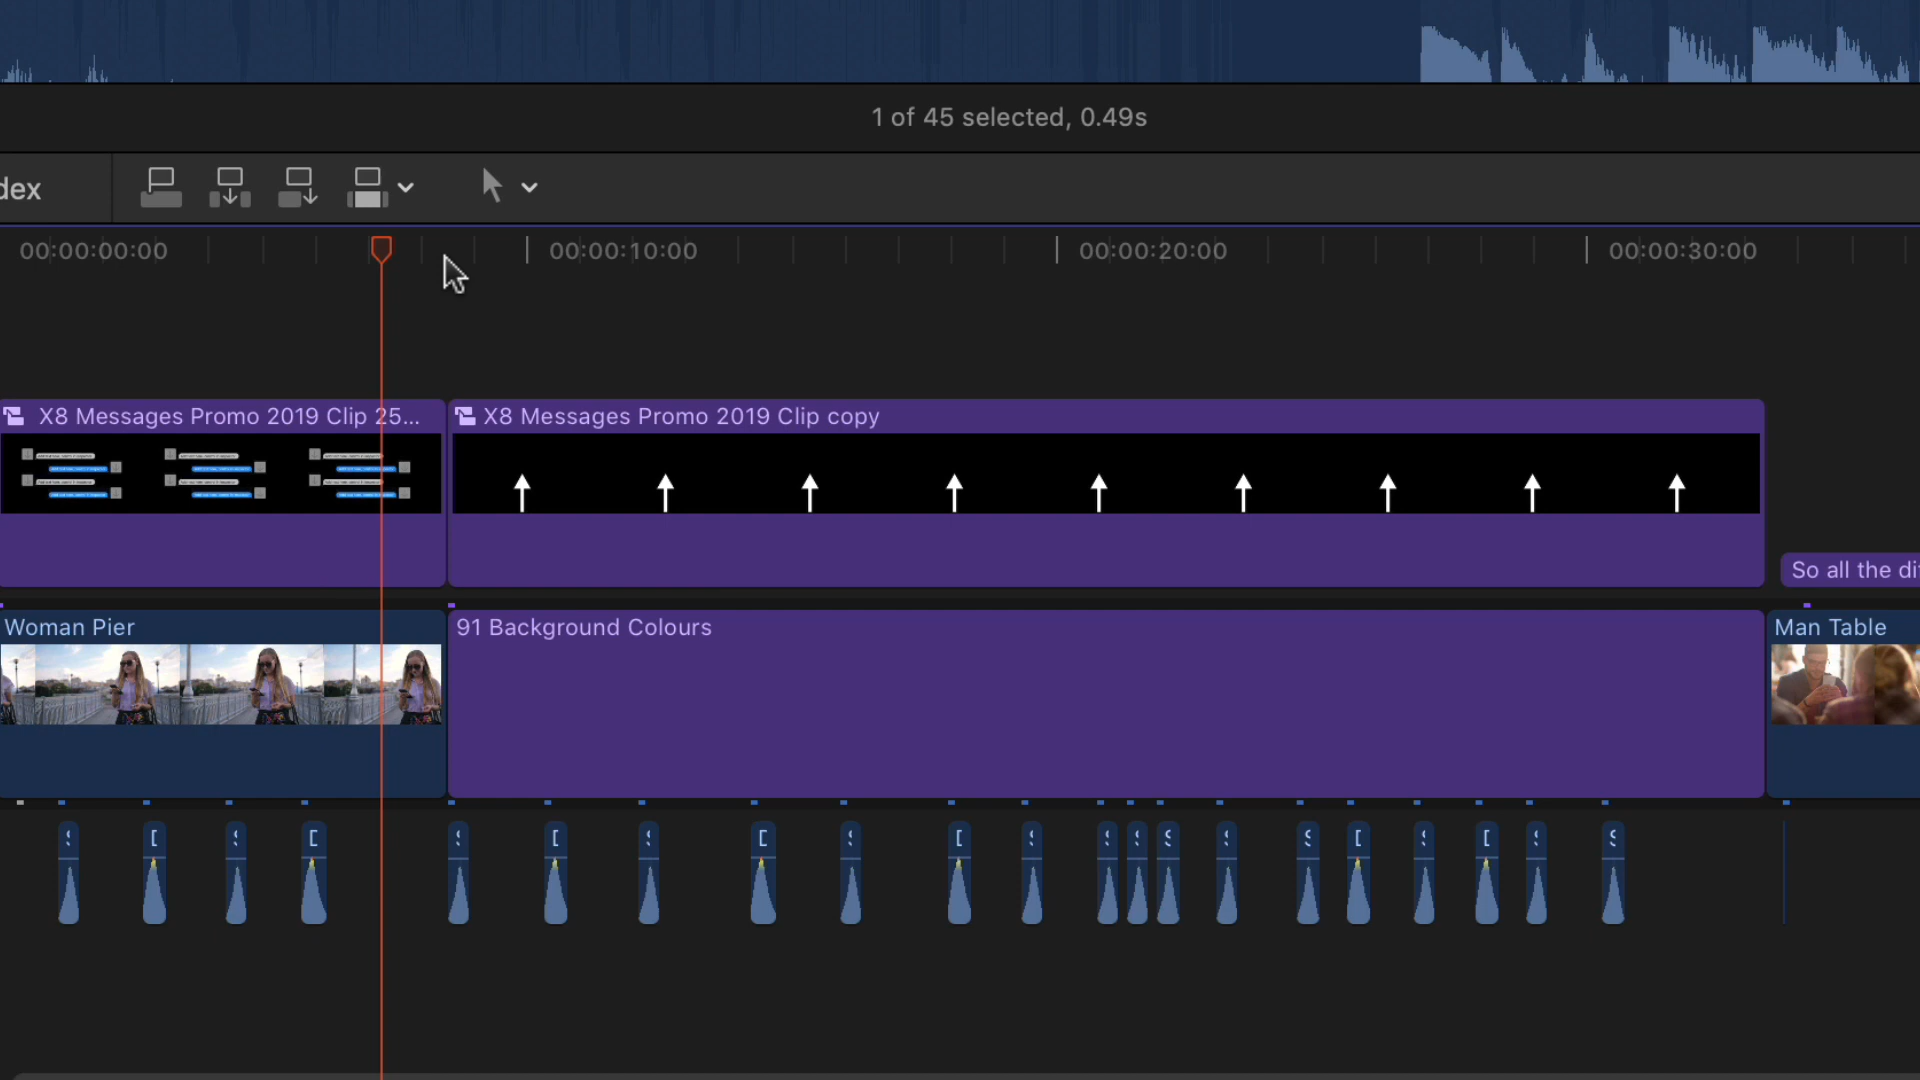 1 of 45 selected, 0.49s
dex
00:00:00:00
00:00:10:00
00:00:20:00
00:00:30:00
X8 Messages Promo 2019 Clip 25...
X8 Messages Promo 2019 Clip copy
So all the di
Woman Pier
91 Background Colours
Man Table